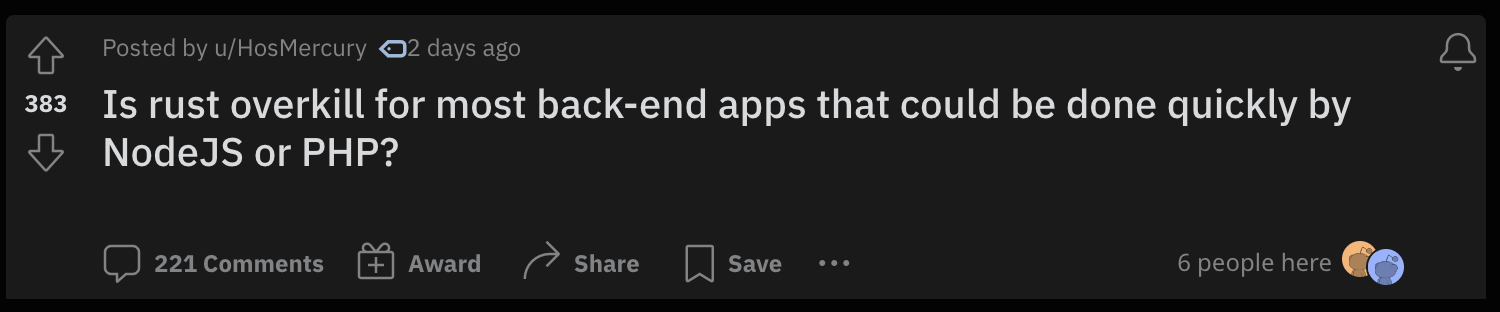 Posted by u/HosMercury 2 days ago
383
Is rust overkill for most back-end apps that could be done quickly by
NodeJS or PHP?
221 Comments Award Share Save ••• 6 people here